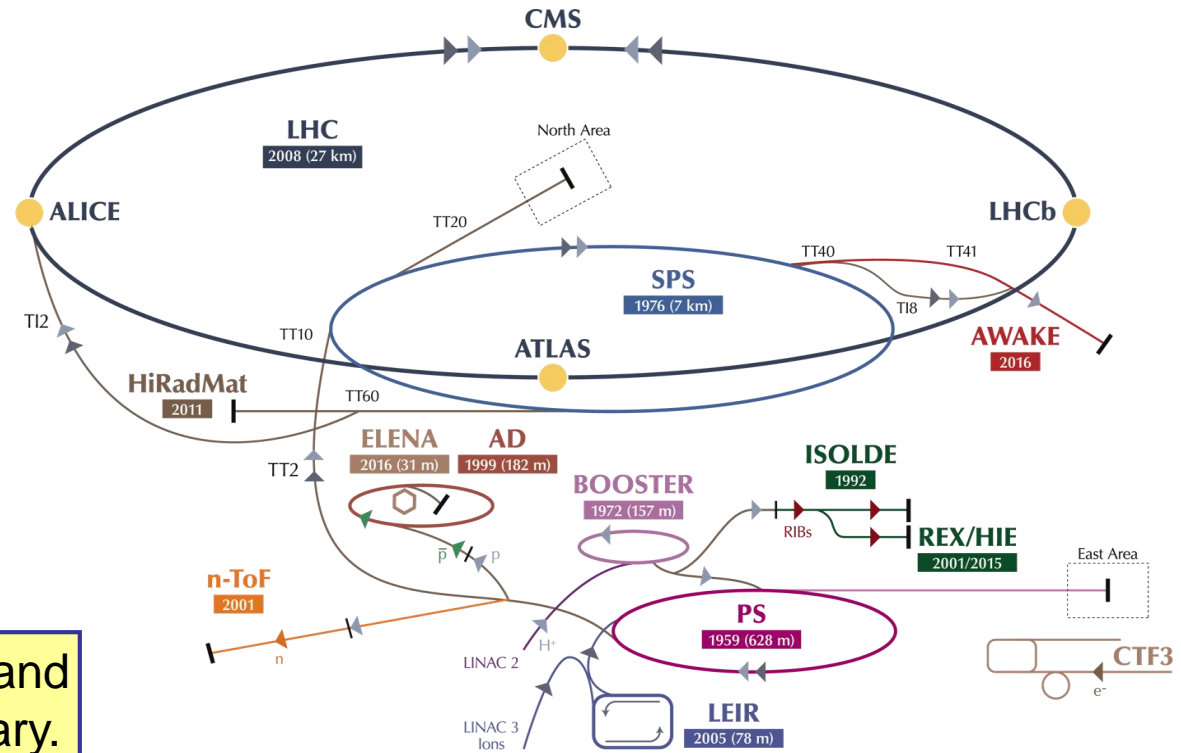 CMS
LHC
2008 (27 km)
North Area
ALICE
LHCb
TT20
TT40
TT41
SPS
1976 (7 km)
TI8
TI2
TT10
ATLAS
AWAKE
2016
HiRadMat
2011
TT60
ELENA
2016 (31 m)
AD
1999 (182 m)
TT2
BOOSTER
1972 (157 m)
ISOLDE
1992
RIBs
REX/HIE
2001/2015
p̅
p
East Area
n-ToF
2001
n
PS
1959 (628 m)
H+
LINAC 2
CTF3
e-
LINAC 3
Ions
LEIR
2005 (78 m)
and
ary.